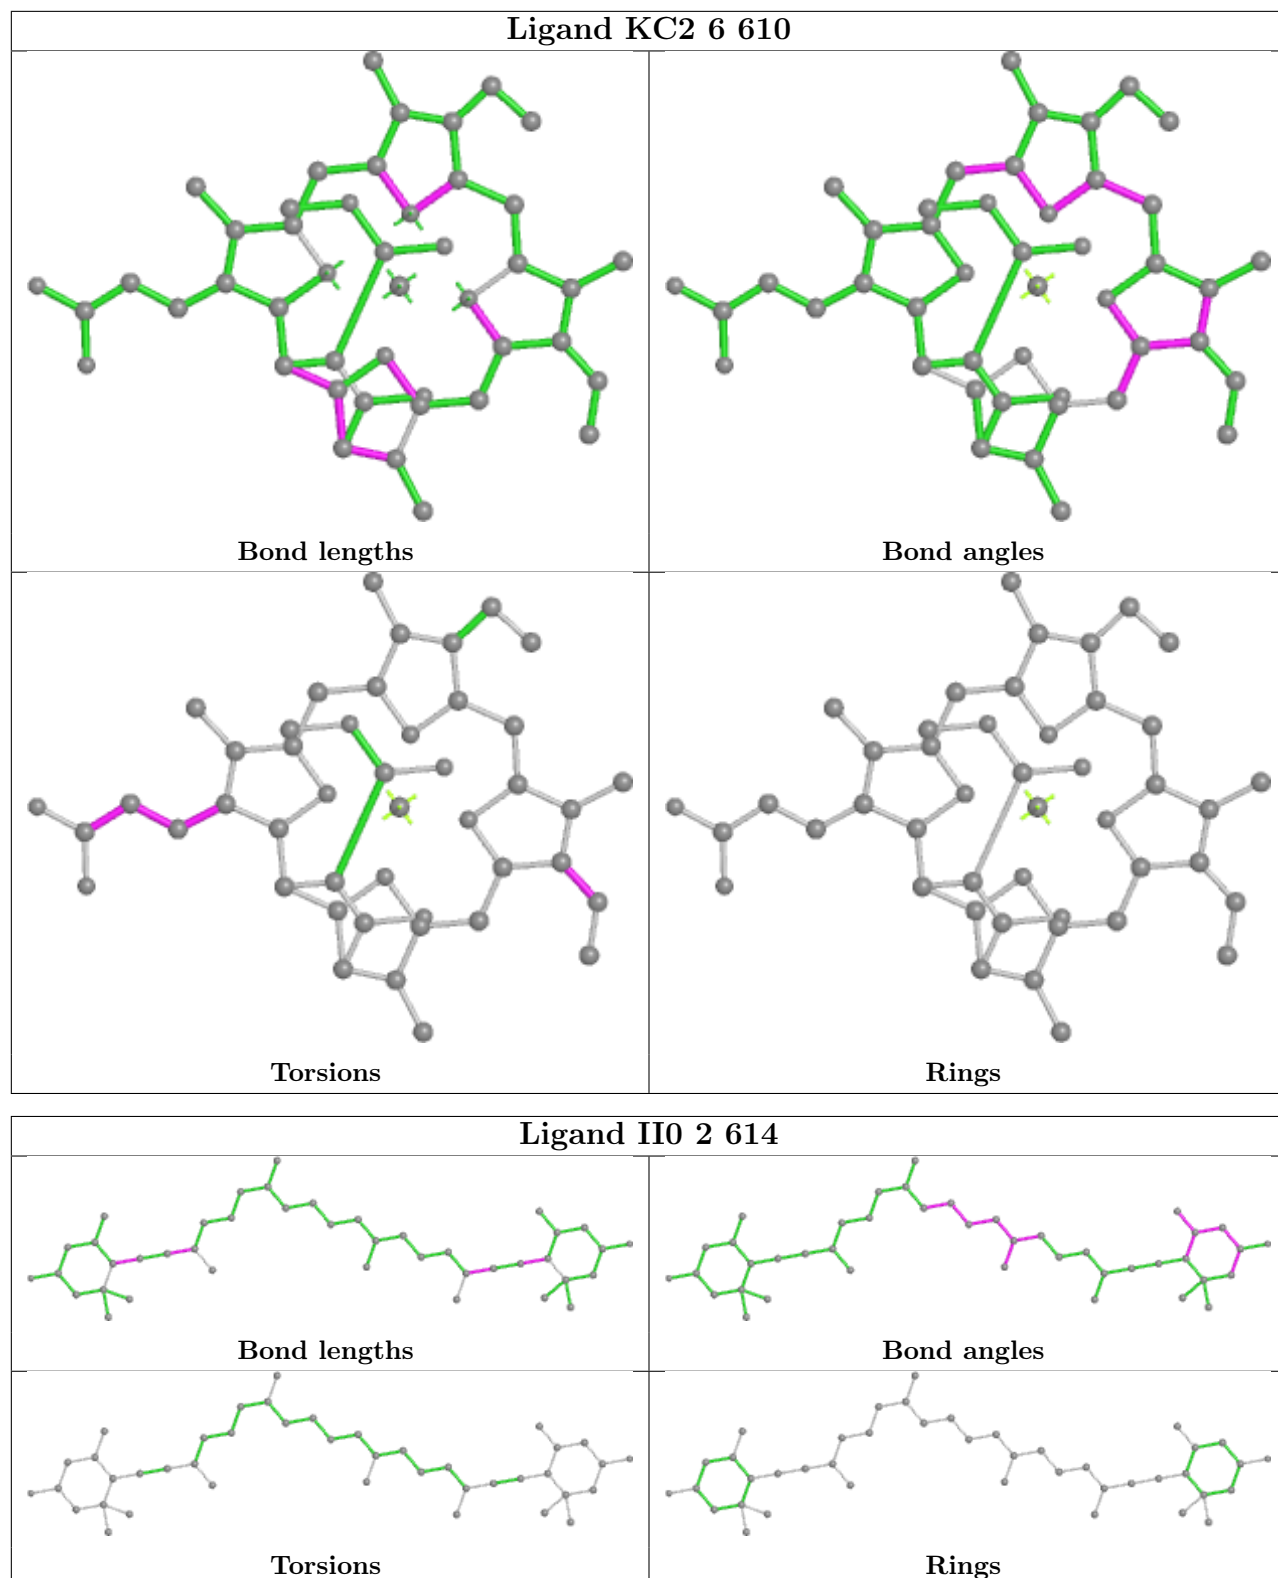 Ligand KC2 6 610
Bond lengths
Bond angles
Torsions
Rings
Ligand II0 2 614
Bond lengths
Bond angles
Torsions
Rings